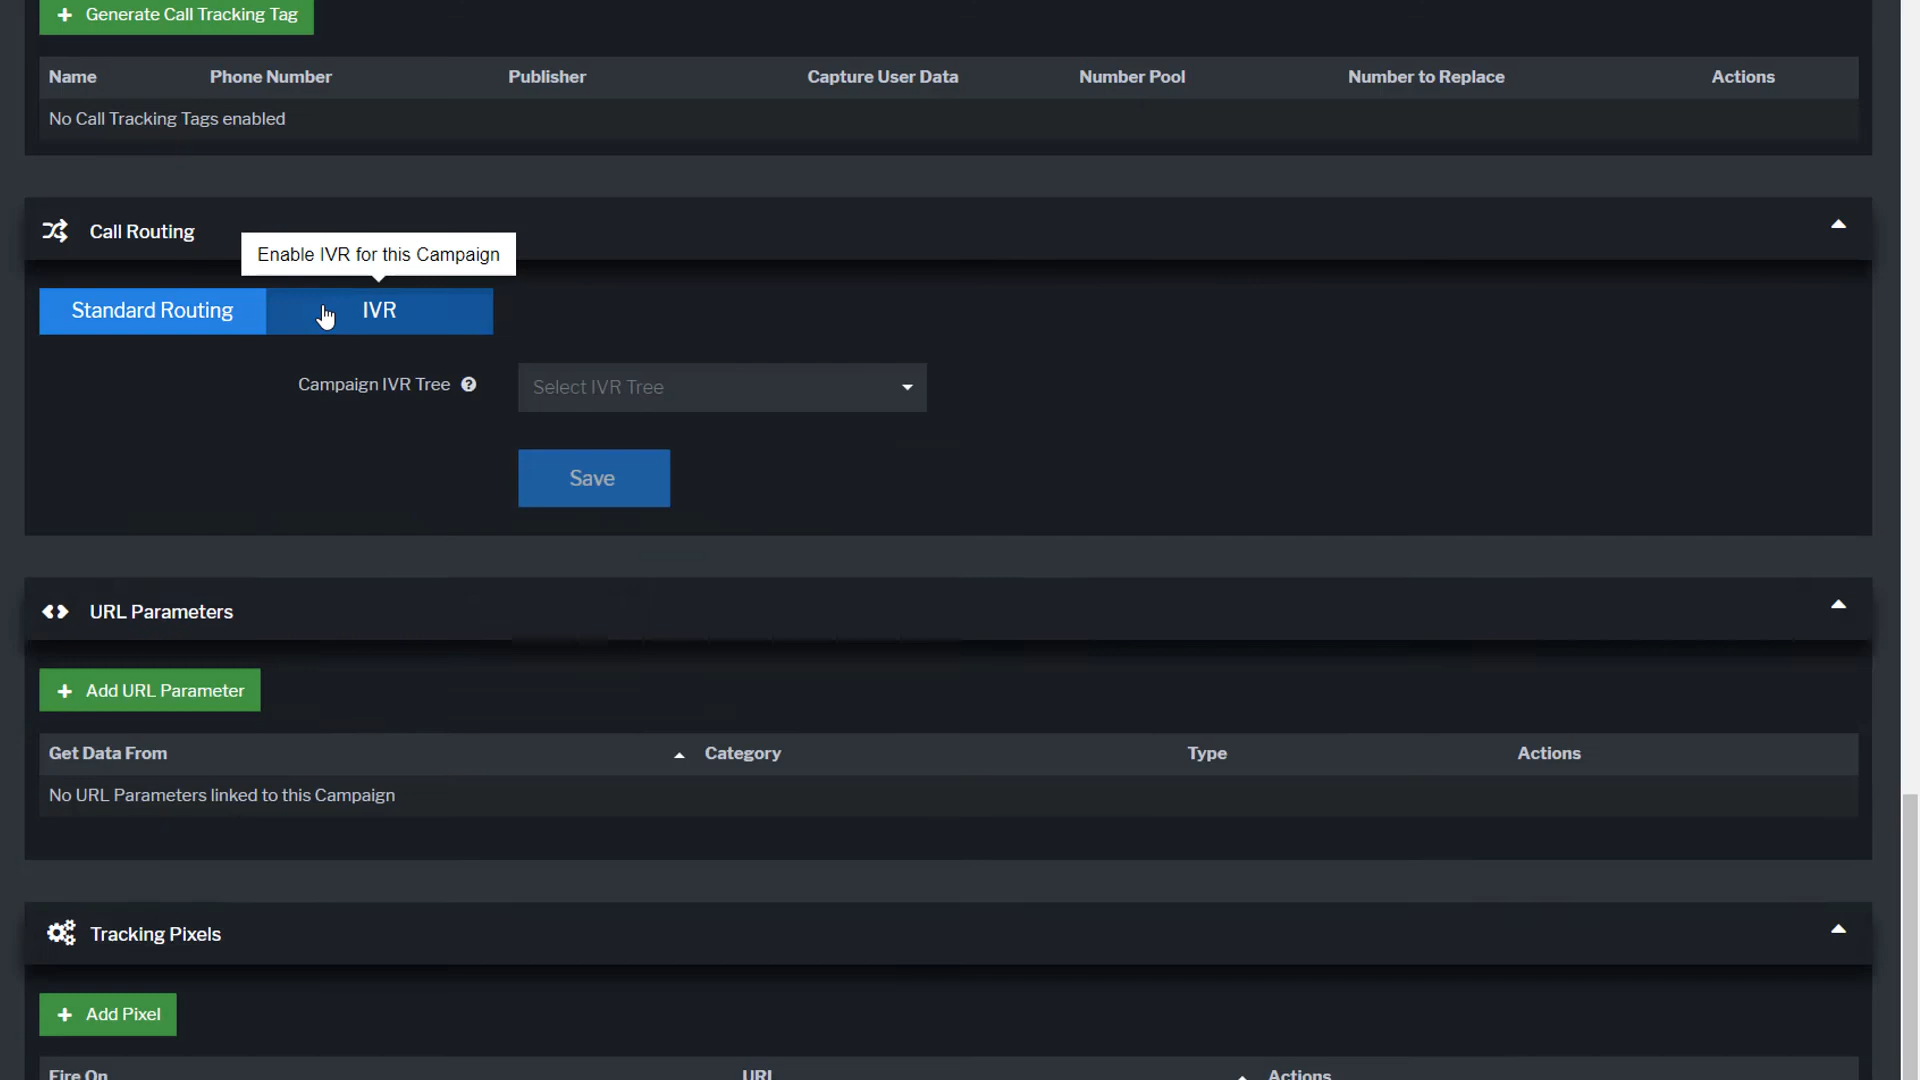 Generate Call Tracking Tag
Name Phone Number Publisher Capture User Data Number Pool Number to Replace Actions
No Call Tracking Tags enabled
Call Routing
Enable IVR for this Campaign
Standard Routing IVR
Campaign IVR Tree Select IVR Tree
Save
URL Parameters
Add URL Parameter
Get Data From Category Type Actions
No URL Parameters linked to this Campaign
Tracking Pixels
Add Pixel
Fire On URL Actions